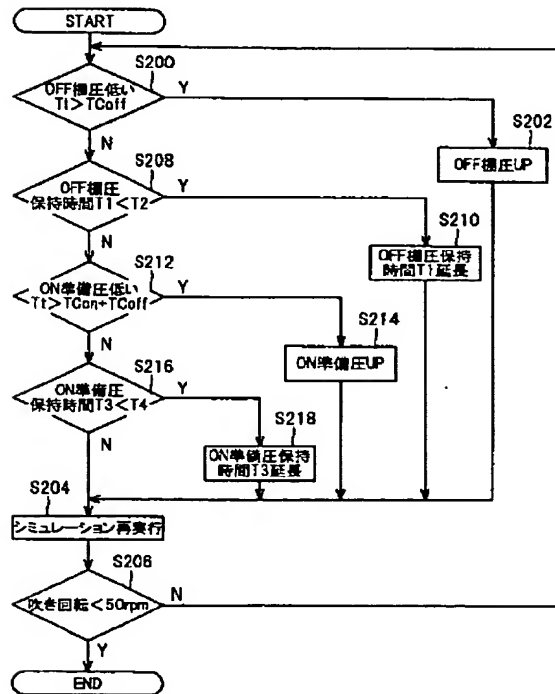 START
S200
OFF棚圧低い
Tt>TCoff
Y
N
S202
OFF棚圧UP
S208
OFF棚圧
保持時間T1<T2
Y
N
S210
OFF棚圧保持
時間T1延長
S212
ON準備圧低い
Tt>TCon+TCoff
Y
N
S214
ON準備圧UP
S216
ON準備圧
保持時間T3<T4
Y
N
S218
ON準備圧保持
時間T3延長
S204
シミュレーション再実行
S206
吹き回転<50rpm
N
Y
END